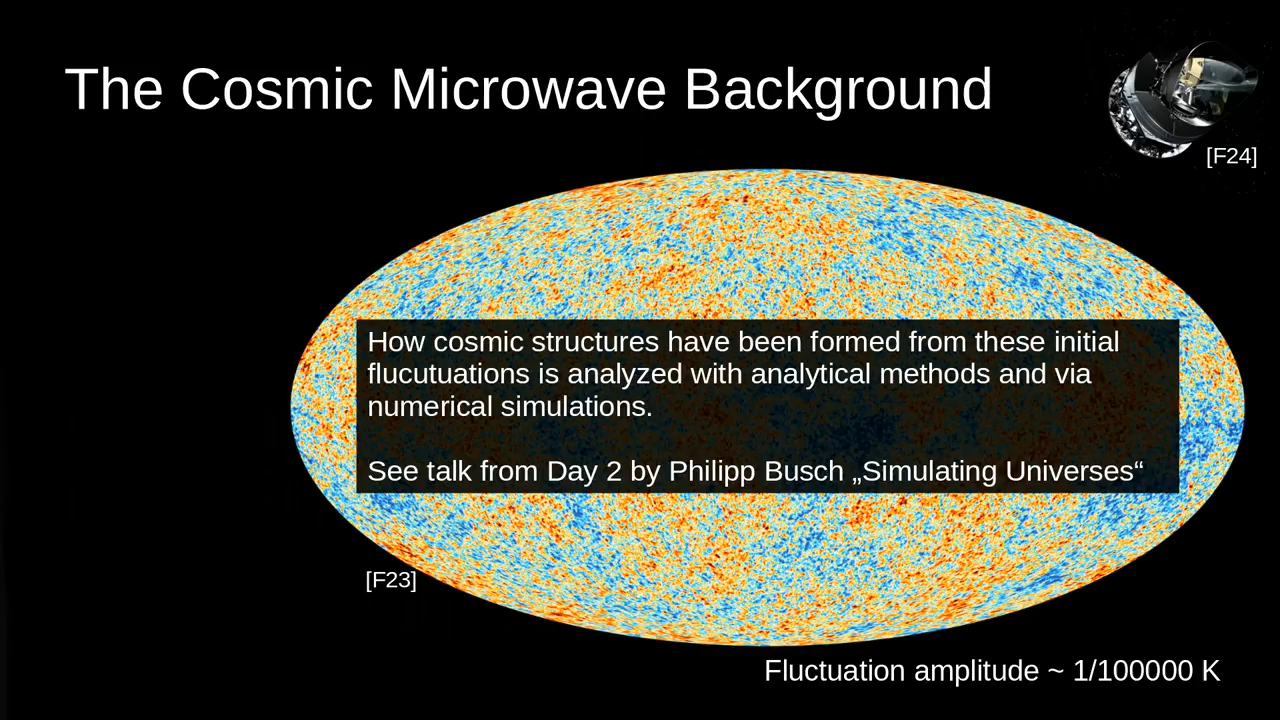 The Cosmic Microwave Background
[F24]
How cosmic structures have been formed from these initial
flucutuations is analyzed with analytical methods and via
numerical simulations.
See talk from Day 2 by Philipp Busch „Simulating Universes“
[F23]
Fluctuation amplitude ~ 1/100000 K